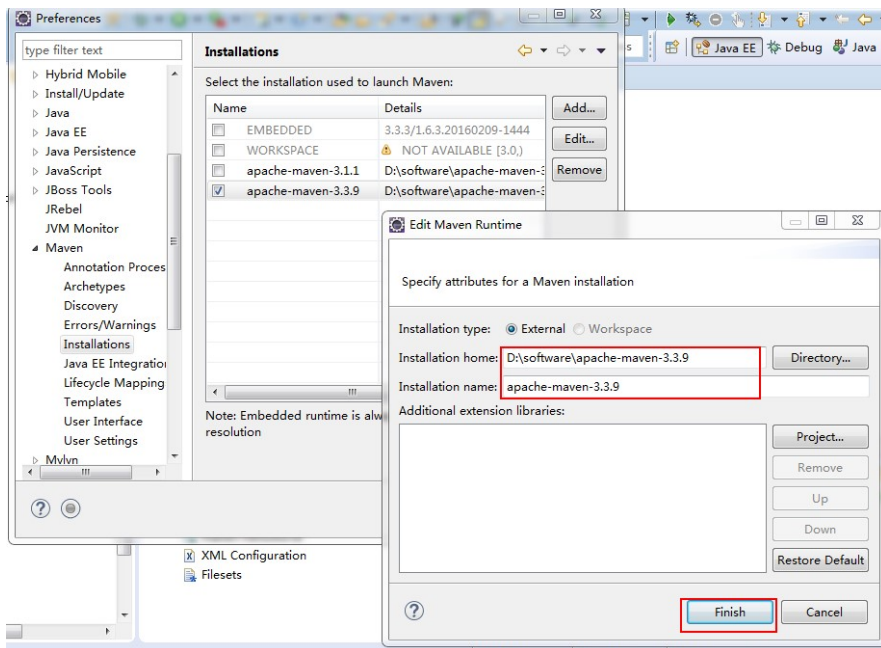 Preferences
s
Java EE
Debug
Java
type filter text
Installations
Hybrid Mobile
Install/Update
Java
Java EE
Java Persistence
JavaScript
JBoss Tools
JRebel
JVM Monitor
Maven
Annotation Proces
Archetypes
Discovery
Errors/Warnings
Installations
Java EE Integration
Lifecycle Mapping
Templates
User Interface
User Settings
Mylyn
Select the installation used to launch Maven:
Name Details
EMBEDDED 3.3.3/1.6.3.20160209-1444
WORKSPACE NOT AVAILABLE [3.0,)
apache-maven-3.1.1 D:\software\apache-maven-3
apache-maven-3.3.9 D:\software\apache-maven-3
Add...
Edit...
Remove
Note: Embedded runtime is alw
resolution
Edit Maven Runtime
Specify attributes for a Maven installation
Installation type: External Workspace
Installation home: D:\software\apache-maven-3.3.9 Directory...
Installation name: apache-maven-3.3.9
Additional extension libraries:
Project...
Remove
Up
Down
Restore Default
Finish Cancel
XML Configuration
Filesets